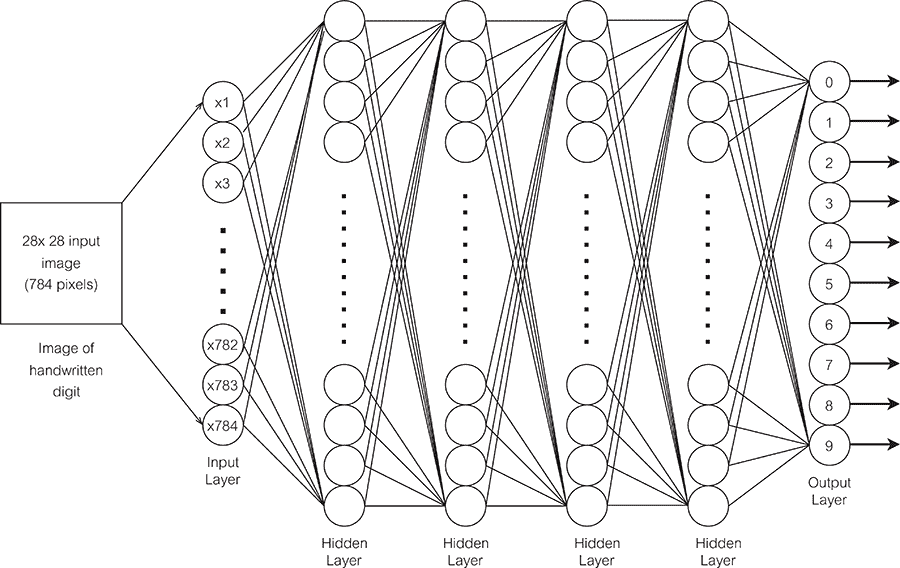 28x 28 input
image
(784 pixels)
Image of
handwritten
digit
x1
x2
x3
x782
x783
x784
Input
Layer
Hidden
Layer
Hidden
Layer
Hidden
Layer
Hidden
Layer
0
1
2
3
4
5
6
7
8
9
Output
Layer